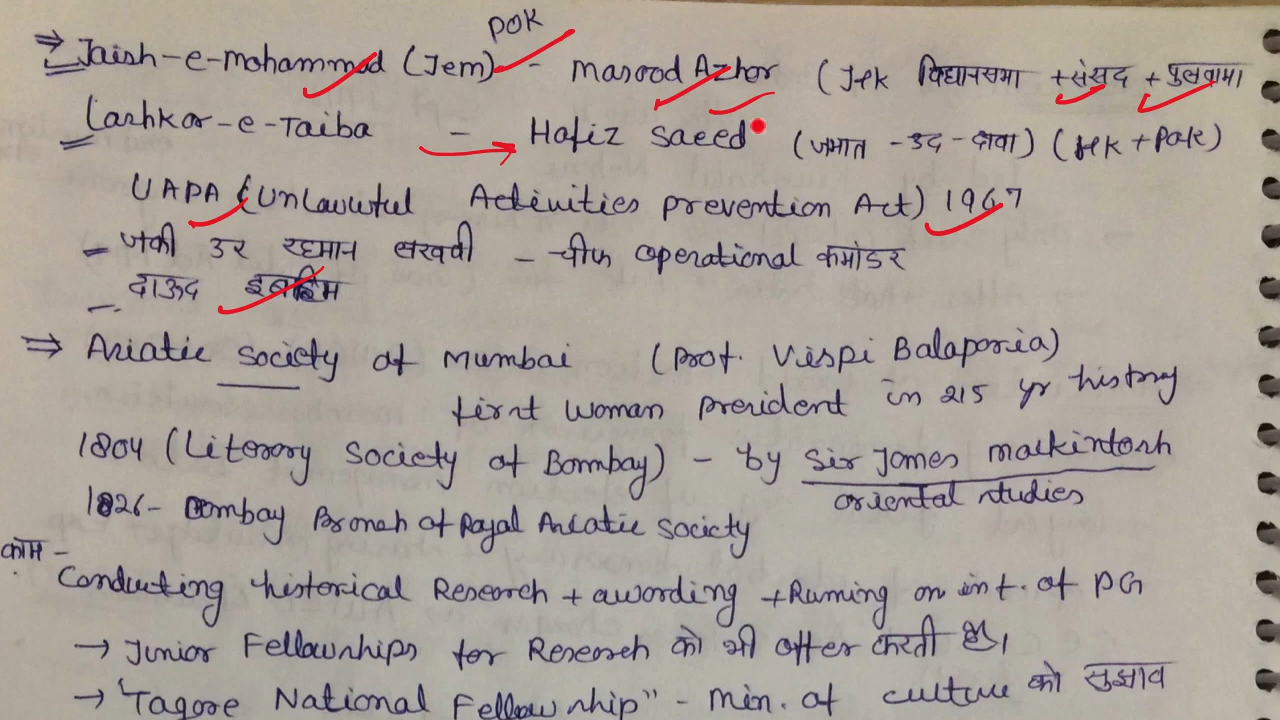 POK
⇒ Jaish-e-mohammad (Jem) - masood Azhar (J&K विधानसभा + संसद + पुलवामा
Lashkar-e-Taiba - → Hafiz Saeed (जमात -उद-दावा) (J&K + Pak)
UAPA (Unlawful Activities prevention Act) 1967
- जकी उर रहमान लखवी - चीफ operational कमांडर
- दाऊद इब्राहिम
⇒ Asiatic Society of Mumbai (Prof. Vispi Balaporia)
first woman president in 215 yr history
1804 (Literary Society of Bombay) - by Sir James mackintosh
oriental studies
1826- Bombay Branch of Royal Asiatic Society
काम -
Conducting historical Research + awarding + Running an int. of PG
→ Junior Fellowships for Research को भी offer करती है।
→ "Tagore National Fellowship" - Min. of culture को सुझाव